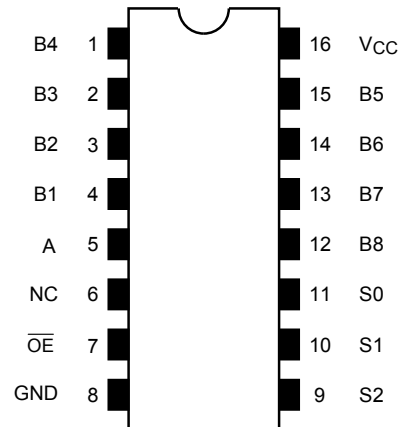 B4 1 16 VCC
B3 2 15 B5
B2 3 14 B6
B1 4 13 B7
A 5 12 B8
NC 6 11 S0
O̅E̅ 7 10 S1
GND 8 9 S2